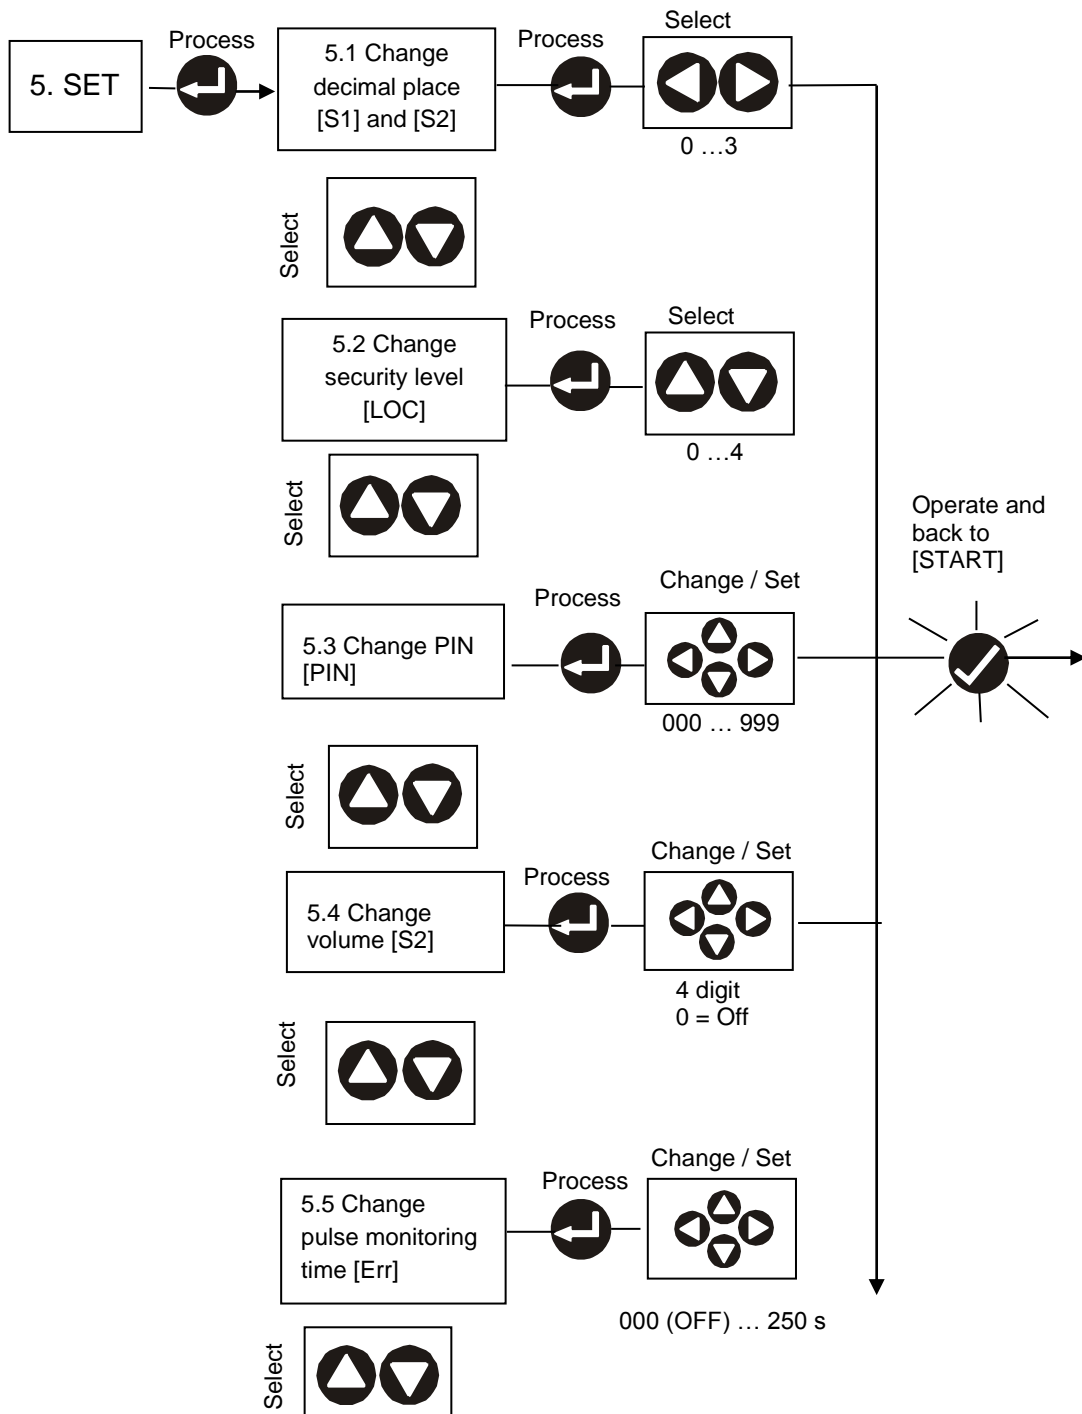 Select
Process
Process
5. SET
5.1 Change
decimal place
[S1] and [S2]
0 …3
Select
Process
Select
5.2 Change
security level
[LOC]
0 …4
Select
Operate and
back to
[START]
Change / Set
Process
5.3 Change PIN
[PIN]
000 … 999
Select
Change / Set
Process
5.4 Change
volume [S2]
4 digit
0 = Off
Select
Change / Set
Process
5.5 Change
pulse monitoring
time [Err]
000 (OFF) … 250 s
Select